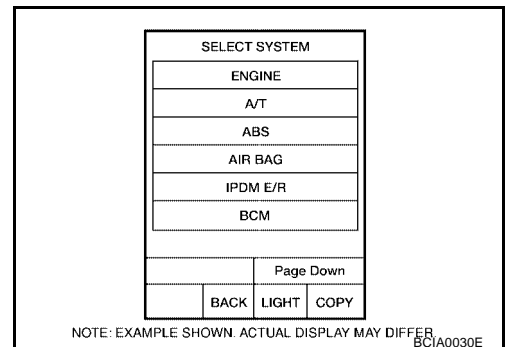 SELECT SYSTEM
ENGINE
A/T
ABS
AIR BAG
IPDM E/R
BCM
Page Down
BACK LIGHT COPY
NOTE: EXAMPLE SHOWN. ACTUAL DISPLAY MAY DIFFER.
BCIA0030E